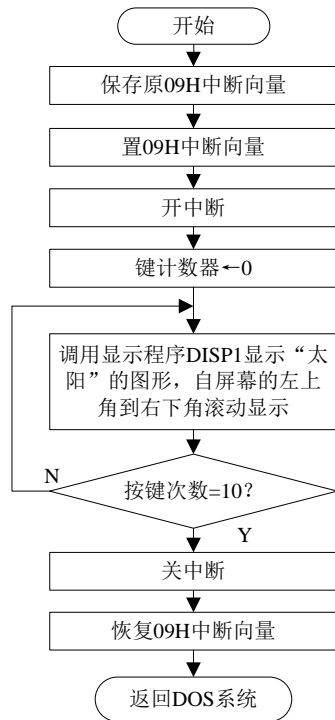 开始
保存原09H中断向量
置09H中断向量
开中断
键计数器←0
调用显示程序DISP1显示“太
阳”的图形，自屏幕的左上
角到右下角滚动显示
N
按键次数=10？
Y
关中断
恢复09H中断向量
返回DOS系统